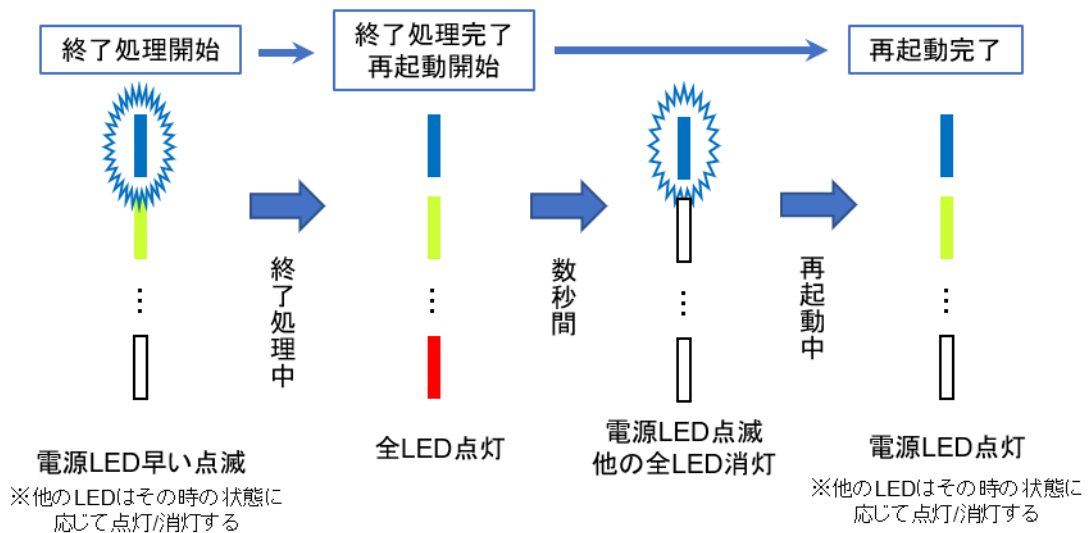 終了処理開始
終了処理完了
再起動開始
再起動完了
終了処理中
数秒間
再起動中
⋮
⋮
⋮
⋮
電源LED早い点滅
※他のLEDはその時の状態に
応じて点灯/消灯する
全LED点灯
電源LED点滅
他の全LED消灯
電源LED点灯
※他のLEDはその時の状態に
応じて点灯/消灯する